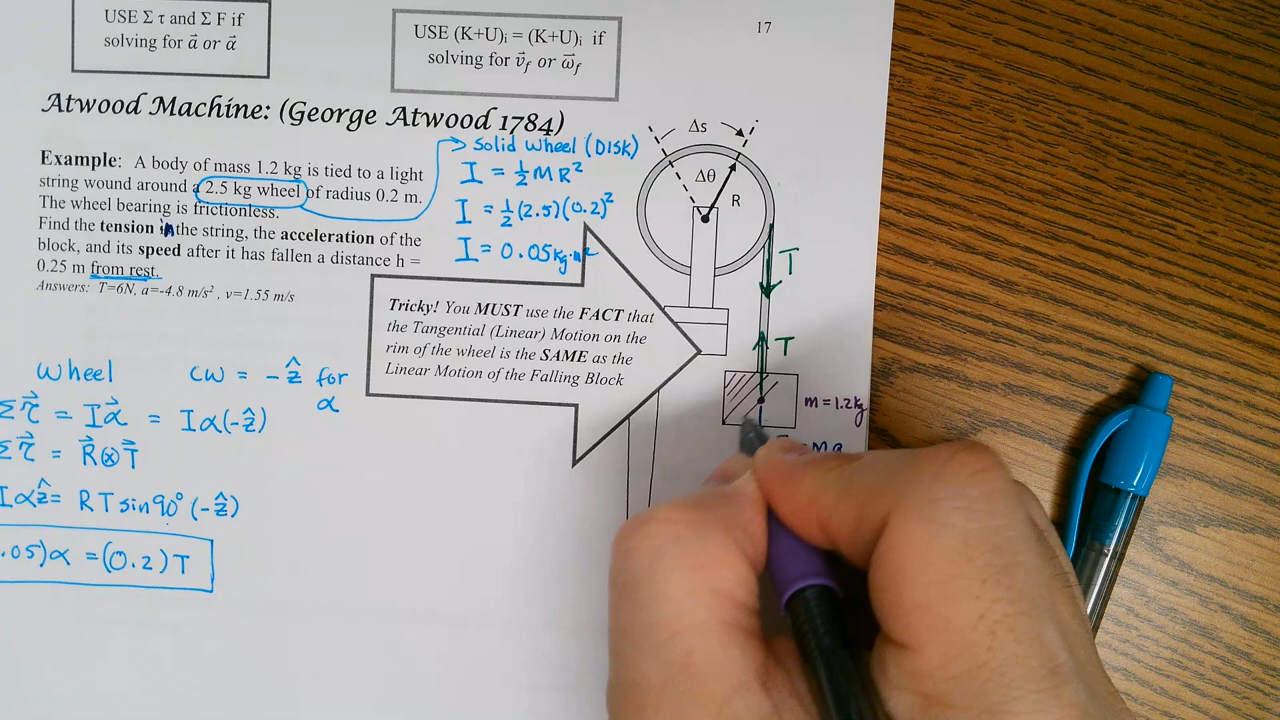 USE Σ τ and Σ F if
solving for a⃗ or α⃗
USE (K+U)i = (K+U)i if
solving for v⃗f or ω⃗f
17
Atwood Machine: (George Atwood 1784)
Example: A body of mass 1.2 kg is tied to a light
string wound around a 2.5 kg wheel of radius 0.2 m.
The wheel bearing is frictionless.
Find the tension in the string, the acceleration of the
block, and its speed after it has fallen a distance h =
0.25 m from rest.
Answers: T=6N, a=-4.8 m/s², v=1.55 m/s
Solid wheel (DISK)
I = ½MR²
I = ½(2.5)(0.2)²
I = 0.05kg·m²
Δs
Δθ
R
T
T
m = 1.2kg
Tricky! You MUST use the FACT that
the Tangential (Linear) Motion on the
rim of the wheel is the SAME as the
Linear Motion of the Falling Block
Wheel
CW = -ẑ for
α
Στ⃗ = Iα⃗ = Iα(-ẑ)
Στ⃗ = R⃗⊗T⃗
Iαẑ = RTsin90°(-ẑ)
.05)α = (0.2)T